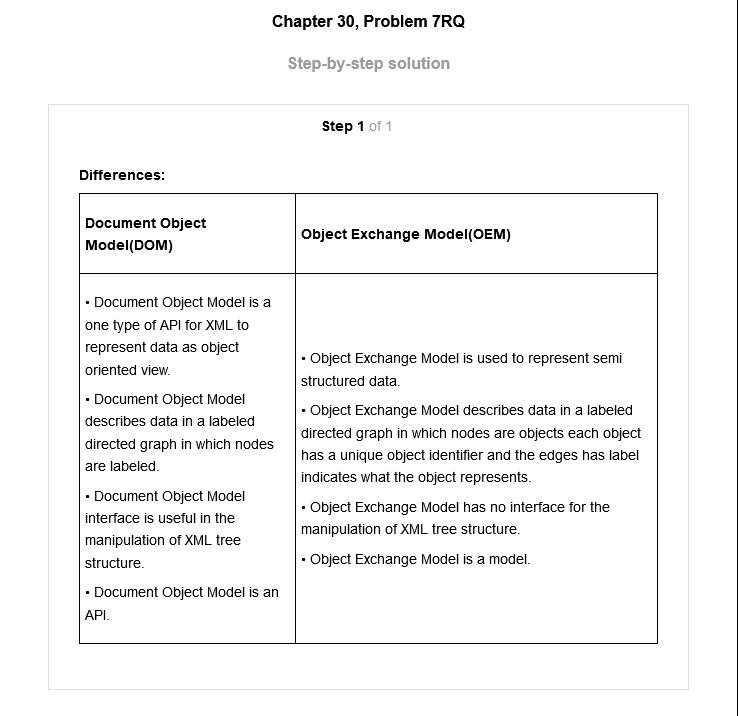 Chapter 30, Problem 7RQ
Step-by-step solution
Step 1 of 1
Differences:
Document Object
Model(DOM)
Object Exchange Model(OEM)
• Document Object Model is a
one type of API for XML to
represent data as object
oriented view.
• Document Object Model
describes data in a labeled
directed graph in which nodes
are labeled.
• Document Object Model
interface is useful in the
manipulation of XML tree
structure.
• Document Object Model is an
API.
• Object Exchange Model is used to represent semi
structured data.
• Object Exchange Model describes data in a labeled
directed graph in which nodes are objects each object
has a unique object identifier and the edges has label
indicates what the object represents.
• Object Exchange Model has no interface for the
manipulation of XML tree structure.
• Object Exchange Model is a model.